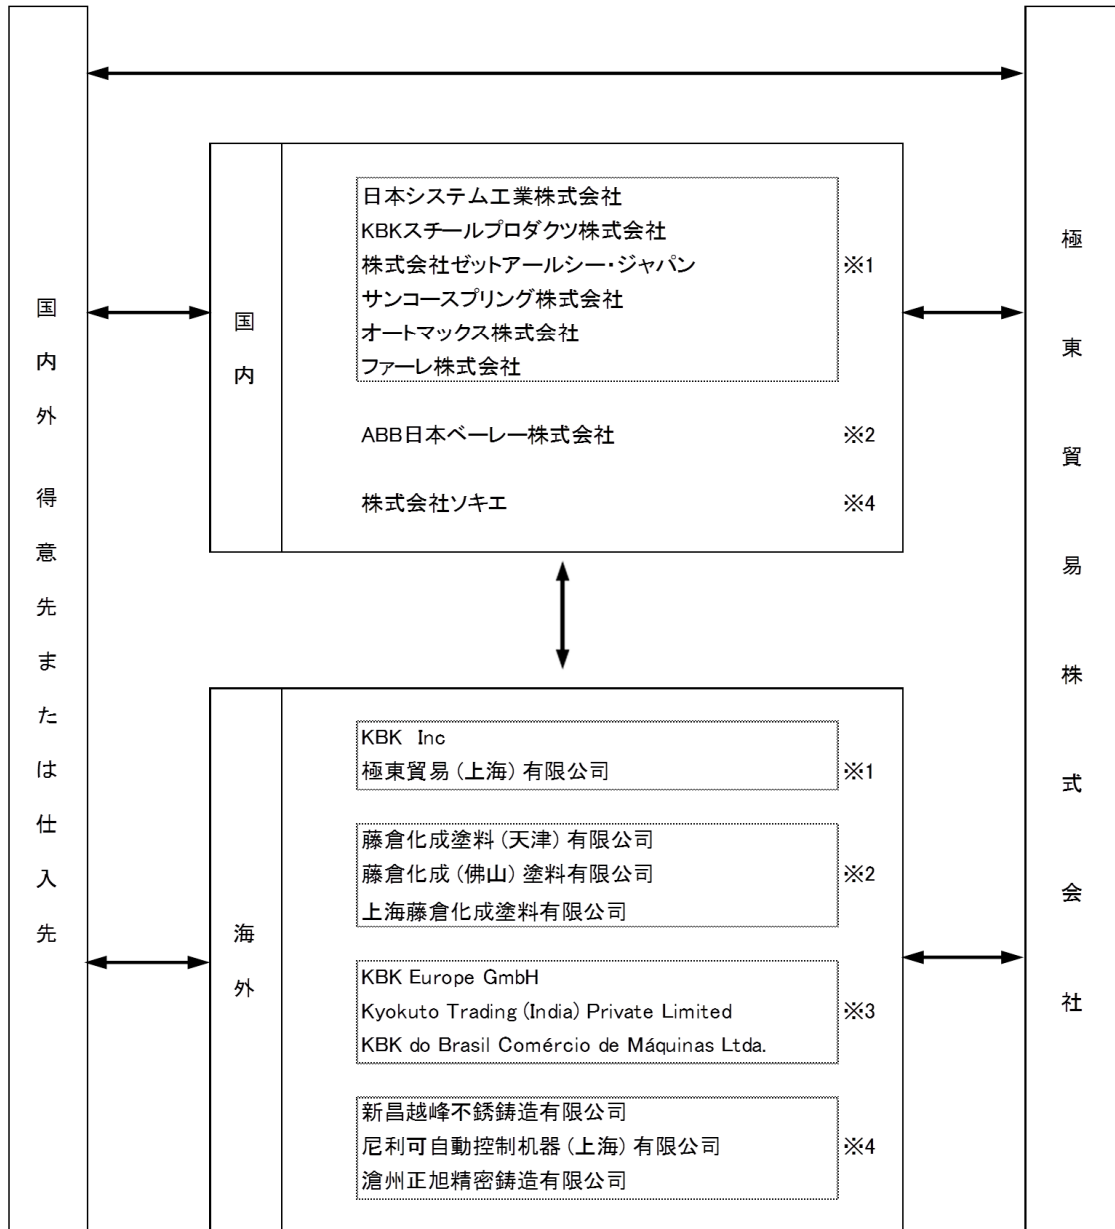 国内外 得意先または仕入先
国内
日本システム工業株式会社
KBKスチールプロダクツ株式会社
株式会社ゼットアールシー・ジャパン ※1
サンコースプリング株式会社
オートマックス株式会社
ファーレ株式会社
ABB日本ベーレー株式会社 ※2
株式会社ソキエ ※4
海外
KBK Inc
極東貿易(上海)有限公司 ※1
藤倉化成塗料(天津)有限公司
藤倉化成(佛山)塗料有限公司 ※2
上海藤倉化成塗料有限公司
KBK Europe GmbH
Kyokuto Trading (India) Private Limited ※3
KBK do Brasil Comércio de Máquinas Ltda.
新昌越峰不銹鋳造有限公司
尼利可自動控制机器(上海)有限公司 ※4
滄州正旭精密鋳造有限公司
極東貿易株式会社